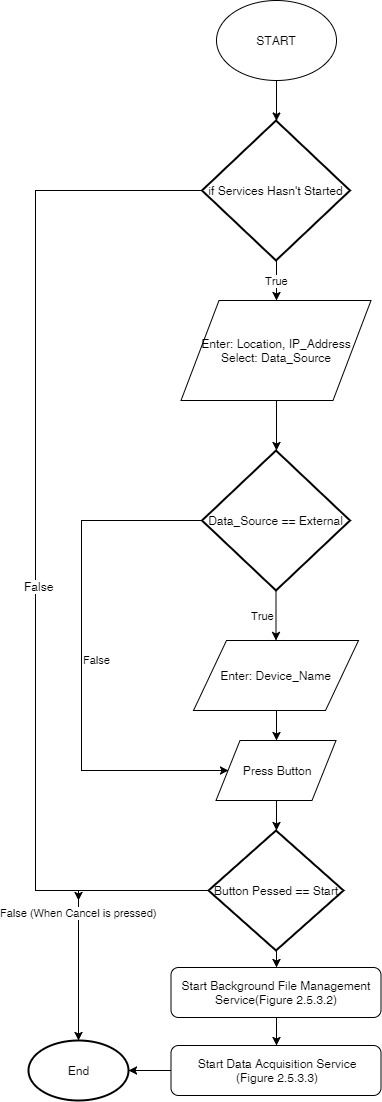 START
if Services Hasn't Started
True
Enter: Location, IP_Address
Select: Data_Source
Data_Source == External
False
True
False
Enter: Device_Name
Press Button
Button Pessed == Start
False (When Cancel is pressed)
Start Background File Management
Service(Figure 2.5.3.2)
Start Data Acquisition Service
(Figure 2.5.3.3)
End